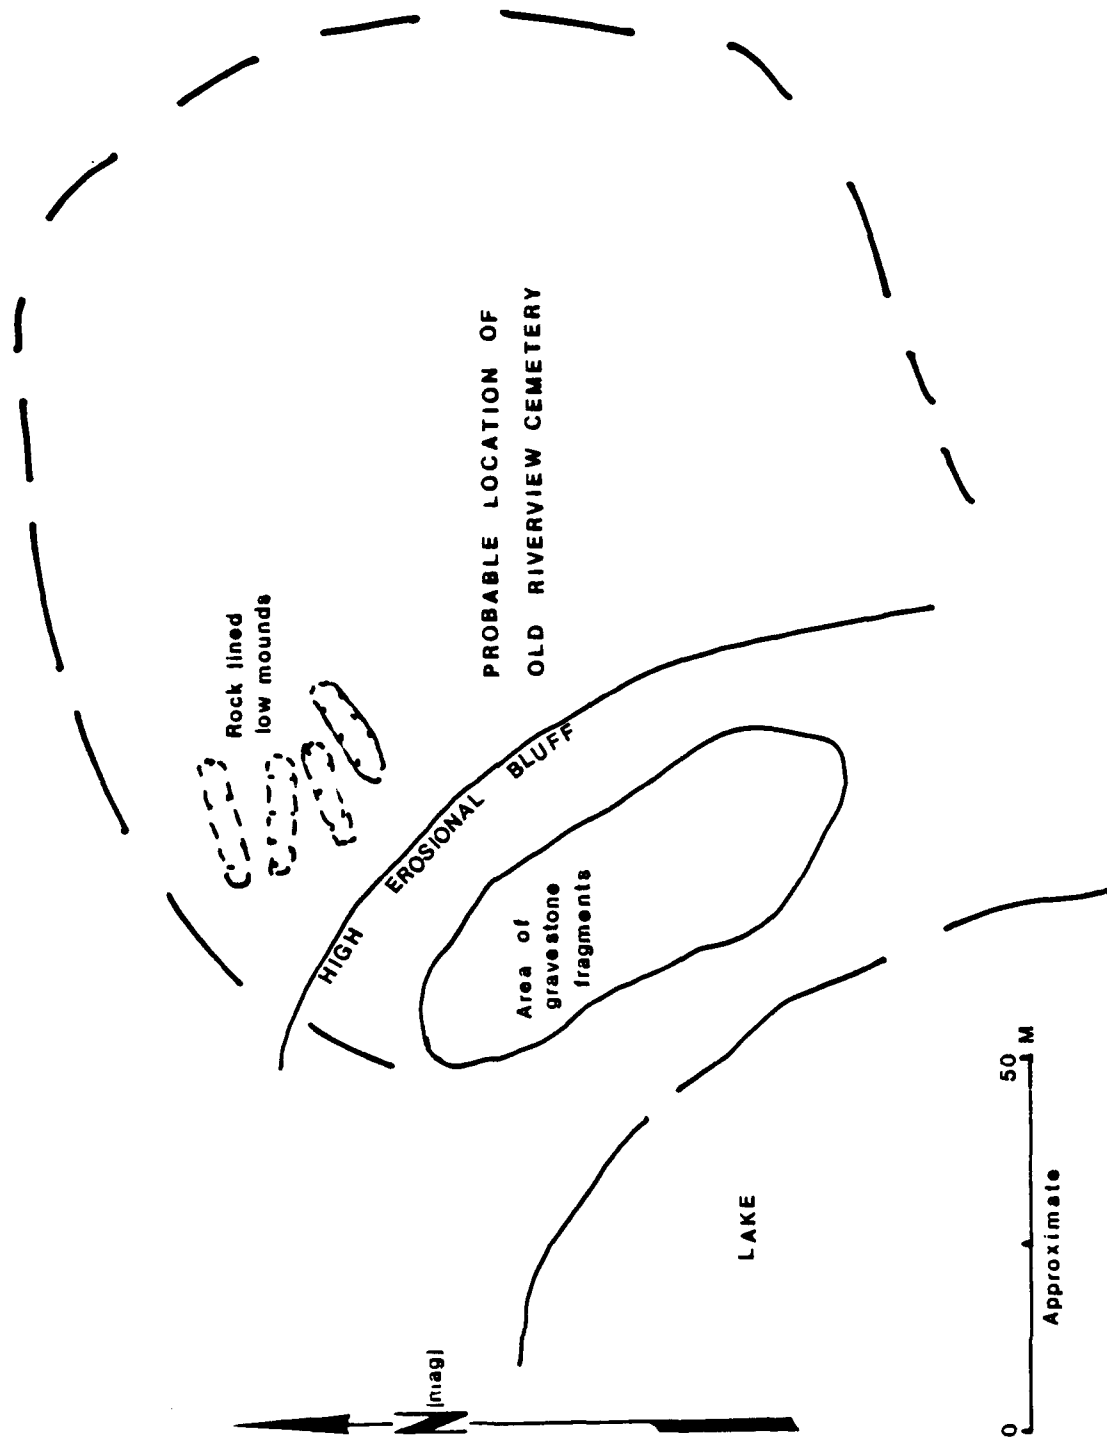 Rock lined
low mounds
PROBABLE LOCATION OF
OLD RIVERVIEW CEMETERY
HIGH EROSIONAL BLUFF
Area of
gravestone
fragments
LAKE
N
(mag)
0 50 M
Approximate